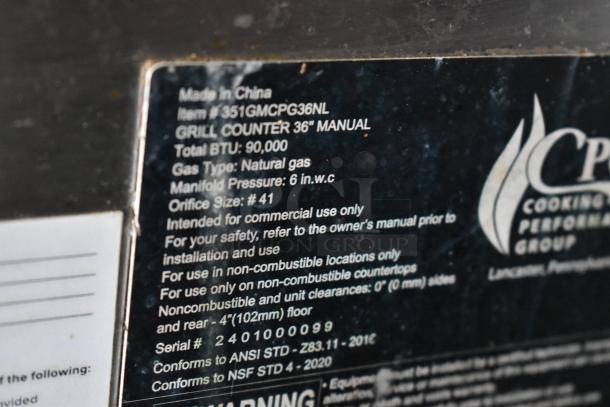 Made in China
Item # 351GMCPG36NL
GRILL COUNTER 36" MANUAL
Total BTU: 90,000
Gas Type: Natural gas
Manifold Pressure: 6 in.w.c
Orifice Size: # 41
Intended for commercial use only
For your safety, refer to the owner's manual prior to
installation and use
For use in non-combustible locations only
For use only on non-combustible countertops
Noncombustible and unit clearances: 0" (0 mm) sides
and rear - 4"(102mm) floor
Serial # 2401000099
Conforms to ANSI STD - Z83.11 - 2016
Conforms to NSF STD 4 - 2020
CPG
COOKING
PERFORMANCE
GROUP
Lancaster, Pennsylvania
WARNING
• Equipment must be
of the following: